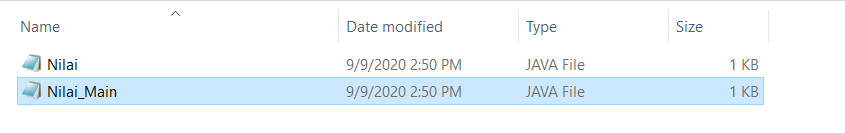 Name Date modified Type Size
Nilai 9/9/2020 2:50 PM JAVA File 1 KB
Nilai_Main 9/9/2020 2:50 PM JAVA File 1 KB